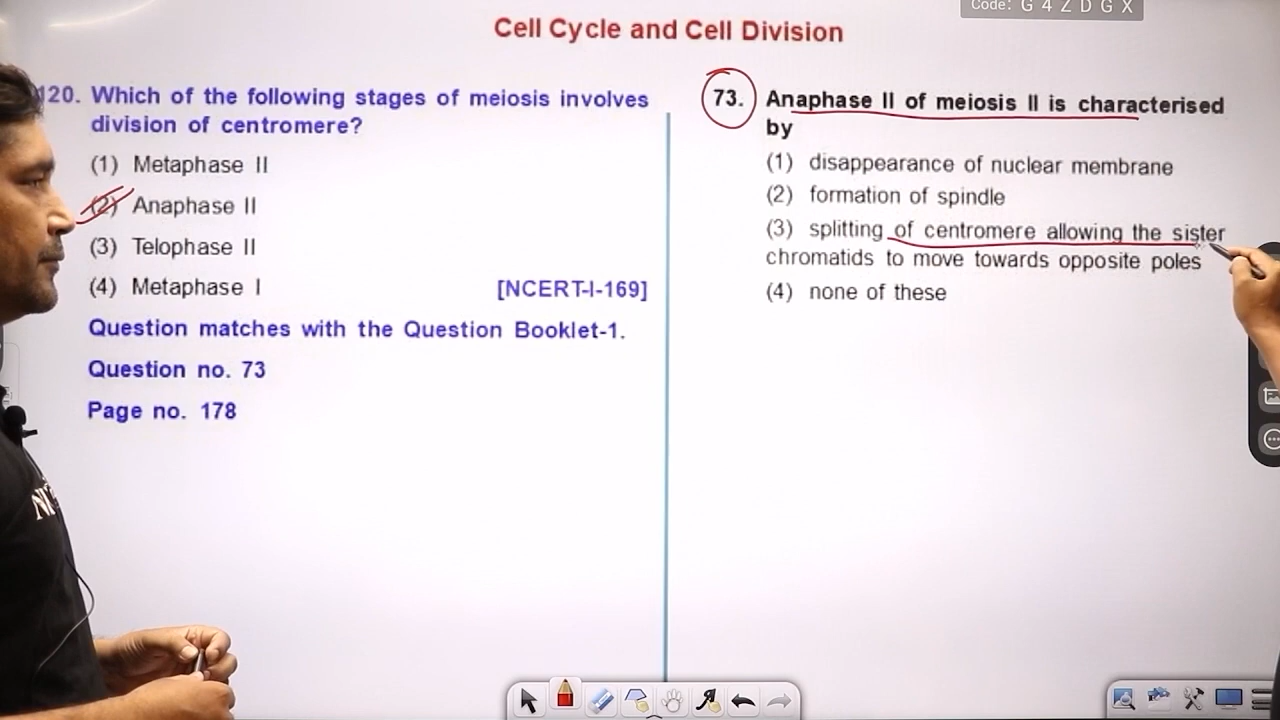 Code: G 4 Z D G X
Cell Cycle and Cell Division
120. Which of the following stages of meiosis involves
division of centromere?
(1) Metaphase II
(2) Anaphase II
(3) Telophase II
(4) Metaphase I [NCERT-I-169]
Question matches with the Question Booklet-1.
Question no. 73
Page no. 178
73. Anaphase II of meiosis II is characterised
by
(1) disappearance of nuclear membrane
(2) formation of spindle
(3) splitting of centromere allowing the sister
chromatids to move towards opposite poles
(4) none of these